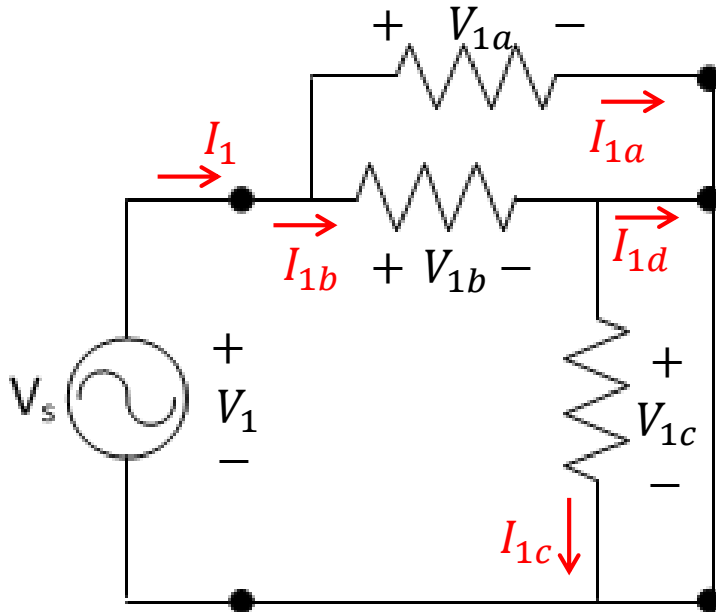 + V₁ₐ −
I₁
I₁ₐ
I₁b
+ V₁b −
I₁d
Vₛ
+
V₁
−
+
V₁c
−
I₁c